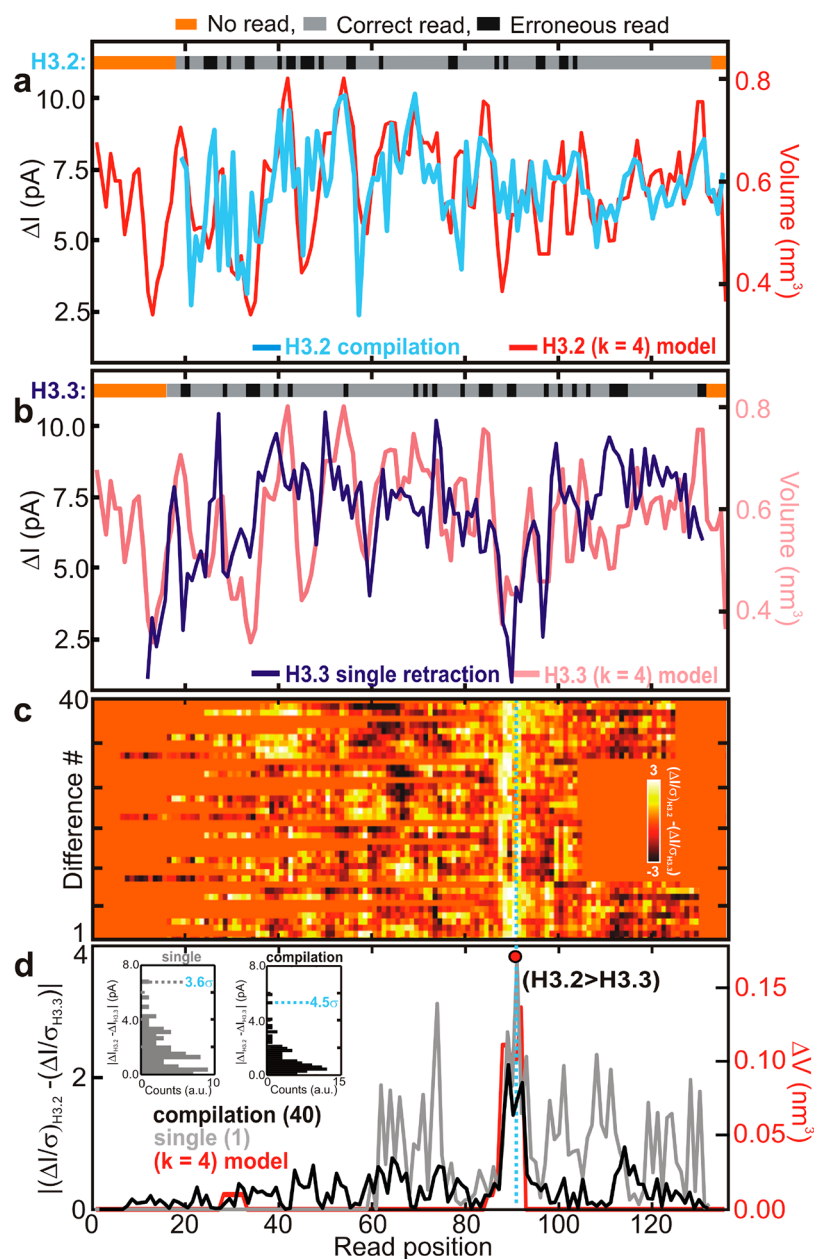 No read, Correct read, Erroneous read
H3.2:
a
10.0
7.5
5.0
2.5
ΔI (pA)
0.8
0.6
0.4
Volume (nm³)
H3.2 compilation
H3.2 (k = 4) model
H3.3:
b
10.0
7.5
5.0
2.5
ΔI (pA)
0.8
0.6
0.4
Volume (nm³)
H3.3 single retraction
H3.3 (k = 4) model
c
40
1
Difference #
3
-3
(ΔI/σ)H3.2 -(ΔI/σH3.3)
d
4
2
0
|(ΔI/σ)H3.2 -(ΔI/σH3.3)|
single
8.0
4.0
0.0
|ΔIH3.2 -ΔIH3.3| (pA)
3.6σ
0 10
Counts (a.u.)
compilation
8.0
4.0
0.0
|ΔIH3.2 -ΔIH3.3| (pA)
4.5σ
0 15
Counts (a.u.)
(H3.2>H3.3)
compilation (40)
single (1)
(k = 4) model
0.15
0.10
0.05
0.00
ΔV (nm³)
0 20 40 60 80 100 120
Read position